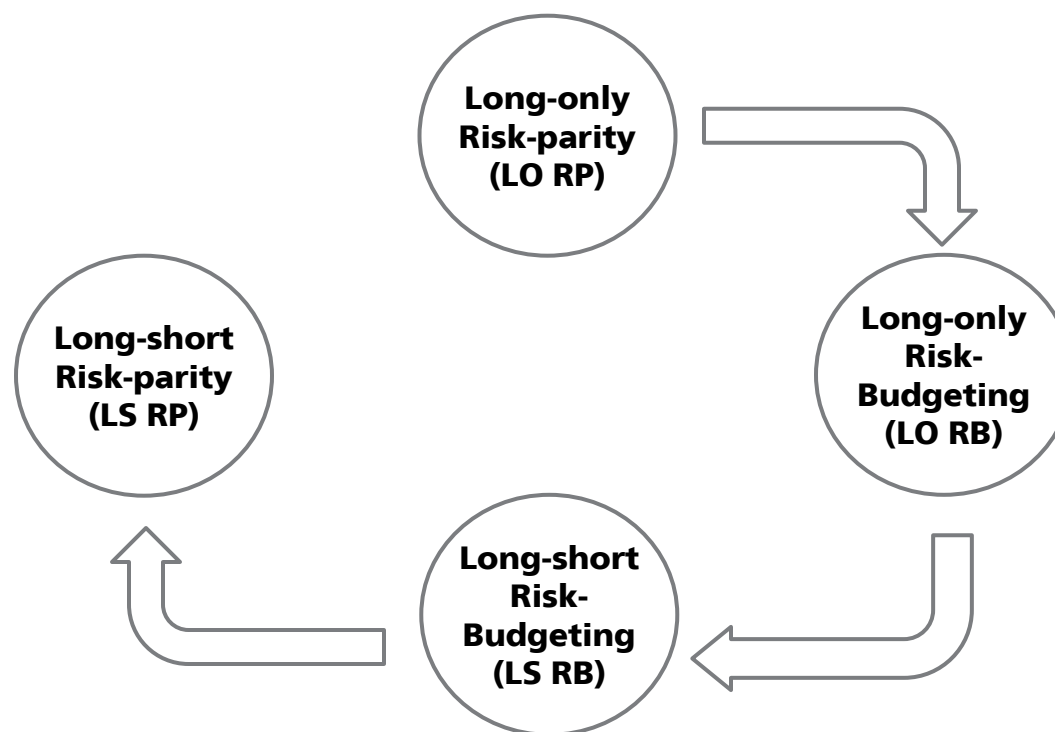 Long-only
Risk-parity
(LO RP)
Long-only
Risk-
Budgeting
(LO RB)
Long-short
Risk-
Budgeting
(LS RB)
Long-short
Risk-parity
(LS RP)